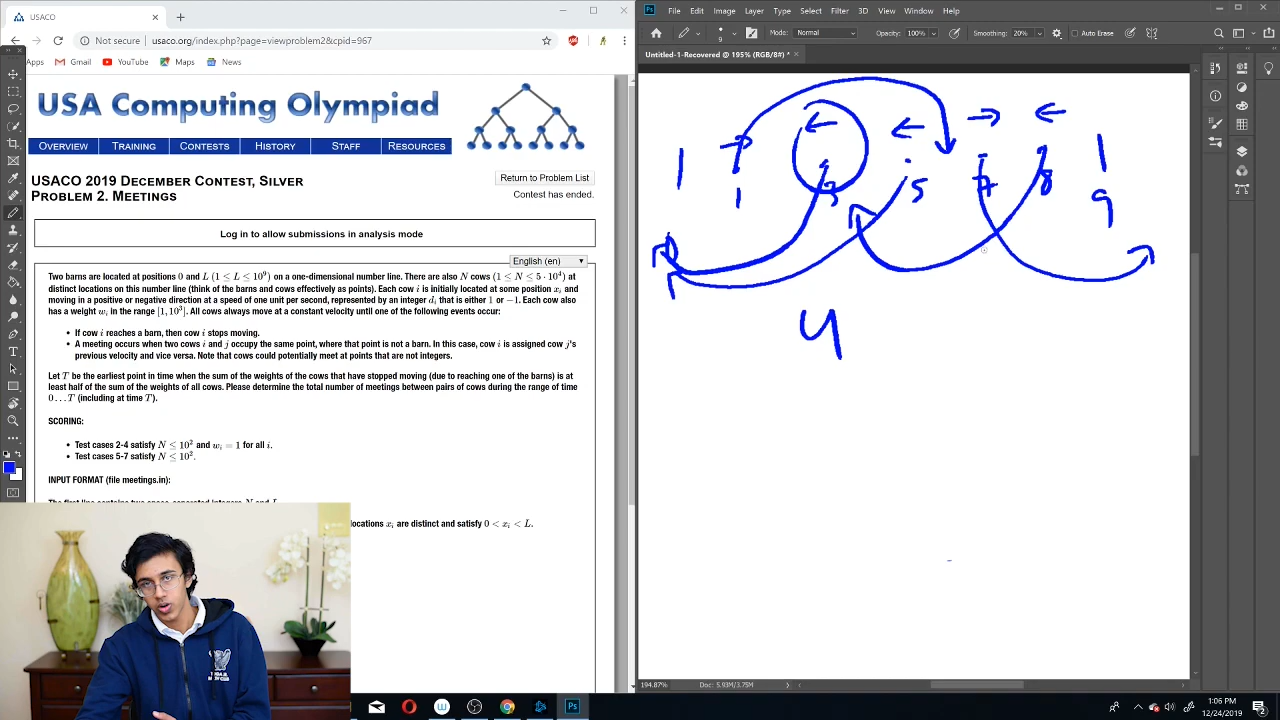 USACO
Not secure | usaco.org/index.php?page=viewproblem2&cpid=967
Apps Gmail YouTube Maps News
USA Computing Olympiad
OVERVIEW TRAINING CONTESTS HISTORY STAFF RESOURCES
USACO 2019 DECEMBER CONTEST, SILVER
PROBLEM 2. MEETINGS
Return to Problem List
Contest has ended.
Log in to allow submissions in analysis mode
English (en)
Two barns are located at positions 0 and L (1 ≤ L ≤ 10⁹) on a one-dimensional number line. There are also N cows (1 ≤ N ≤ 5 · 10⁴) at
distinct locations on this number line (think of the barns and cows effectively as points). Each cow i is initially located at some position xᵢ and
moving in a positive or negative direction at a speed of one unit per second, represented by an integer dᵢ that is either 1 or −1. Each cow also
has a weight wᵢ in the range [1, 10³]. All cows always move at a constant velocity until one of the following events occur:
• If cow i reaches a barn, then cow i stops moving.
• A meeting occurs when two cows i and j occupy the same point, where that point is not a barn. In this case, cow i is assigned cow j's
previous velocity and vice versa. Note that cows could potentially meet at points that are not integers.
Let T be the earliest point in time when the sum of the weights of the cows that have stopped moving (due to reaching one of the barns) is at
least half of the sum of the weights of all cows. Please determine the total number of meetings between pairs of cows during the range of time
0…T (including at time T).
SCORING:
• Test cases 2-4 satisfy N ≤ 10² and wᵢ = 1 for all i.
• Test cases 5-7 satisfy N ≤ 10².
INPUT FORMAT (file meetings.in):
locations xᵢ are distinct and satisfy 0 < xᵢ < L.
Ps File Edit Image Layer Type Select Filter 3D View Window Help
9 Mode: Normal Opacity: 100% Smoothing: 20% Auto Erase
Untitled-1-Recovered @ 195% (RGB/8#) *
1 3 5 7 8 9
4
194.87% Doc: 5.93M/3.75M
1:06 PM
12/24/2019